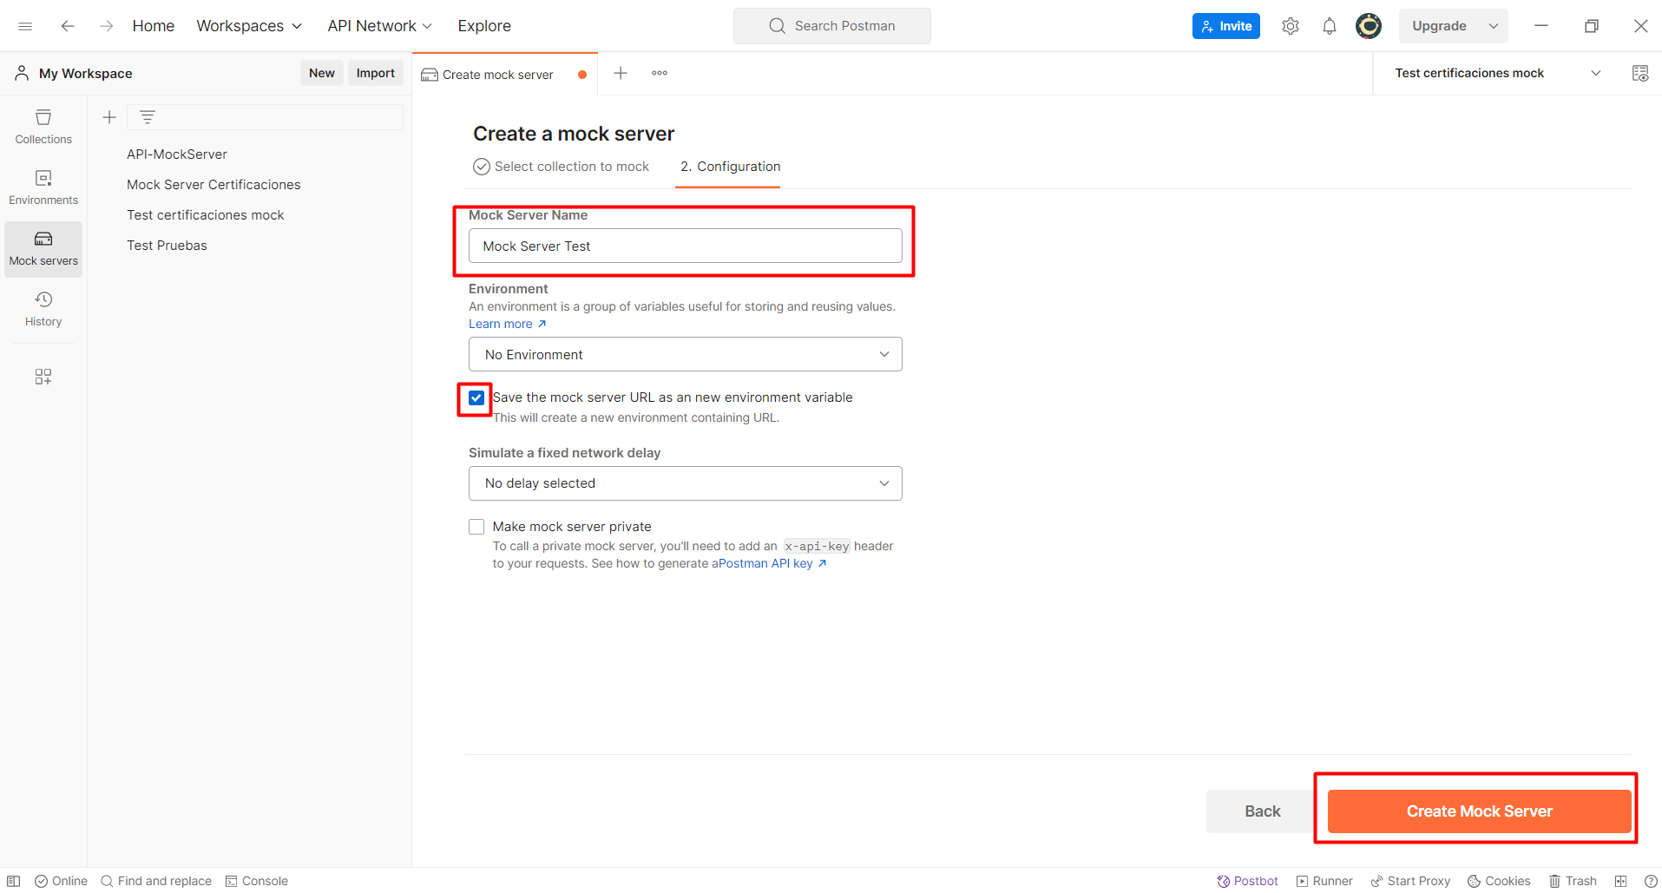 Home Workspaces API Network Explore Search Postman Invite Upgrade
My Workspace New Import Create mock server Test certificaciones mock
Collections
Environments
Mock servers
History
API-MockServer
Mock Server Certificaciones
Test certificaciones mock
Test Pruebas
Create a mock server
Select collection to mock 2. Configuration
Mock Server Name
Mock Server Test
Environment
An environment is a group of variables useful for storing and reusing values.
Learn more ↗
No Environment
Save the mock server URL as an new environment variable
This will create a new environment containing URL.
Simulate a fixed network delay
No delay selected
Make mock server private
To call a private mock server, you'll need to add an x-api-key header
to your requests. See how to generate aPostman API key ↗
Back Create Mock Server
Online Find and replace Console Postbot Runner Start Proxy Cookies Trash